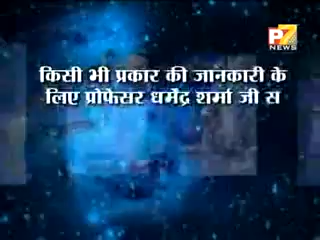 P7
NEWS
किसी भी प्रकार की जानकारी के
लिए प्रोफेसर धर्मेंद्र शर्मा जी स